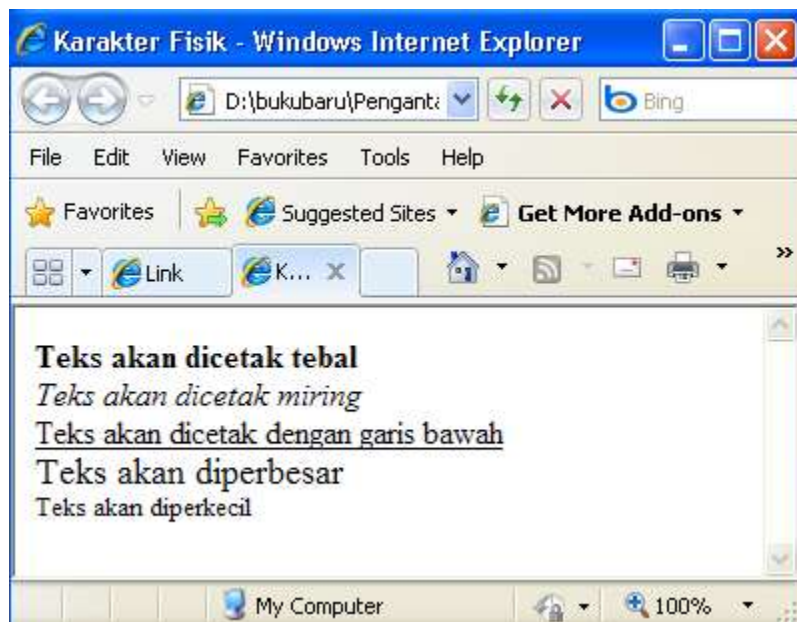 Karakter Fisik - Windows Internet Explorer
D:\bukubaru\Penganta Bing
File Edit View Favorites Tools Help
Favorites Suggested Sites Get More Add-ons
Link K...
Teks akan dicetak tebal
Teks akan dicetak miring
Teks akan dicetak dengan garis bawah
Teks akan diperbesar
Teks akan diperkecil
My Computer 100%